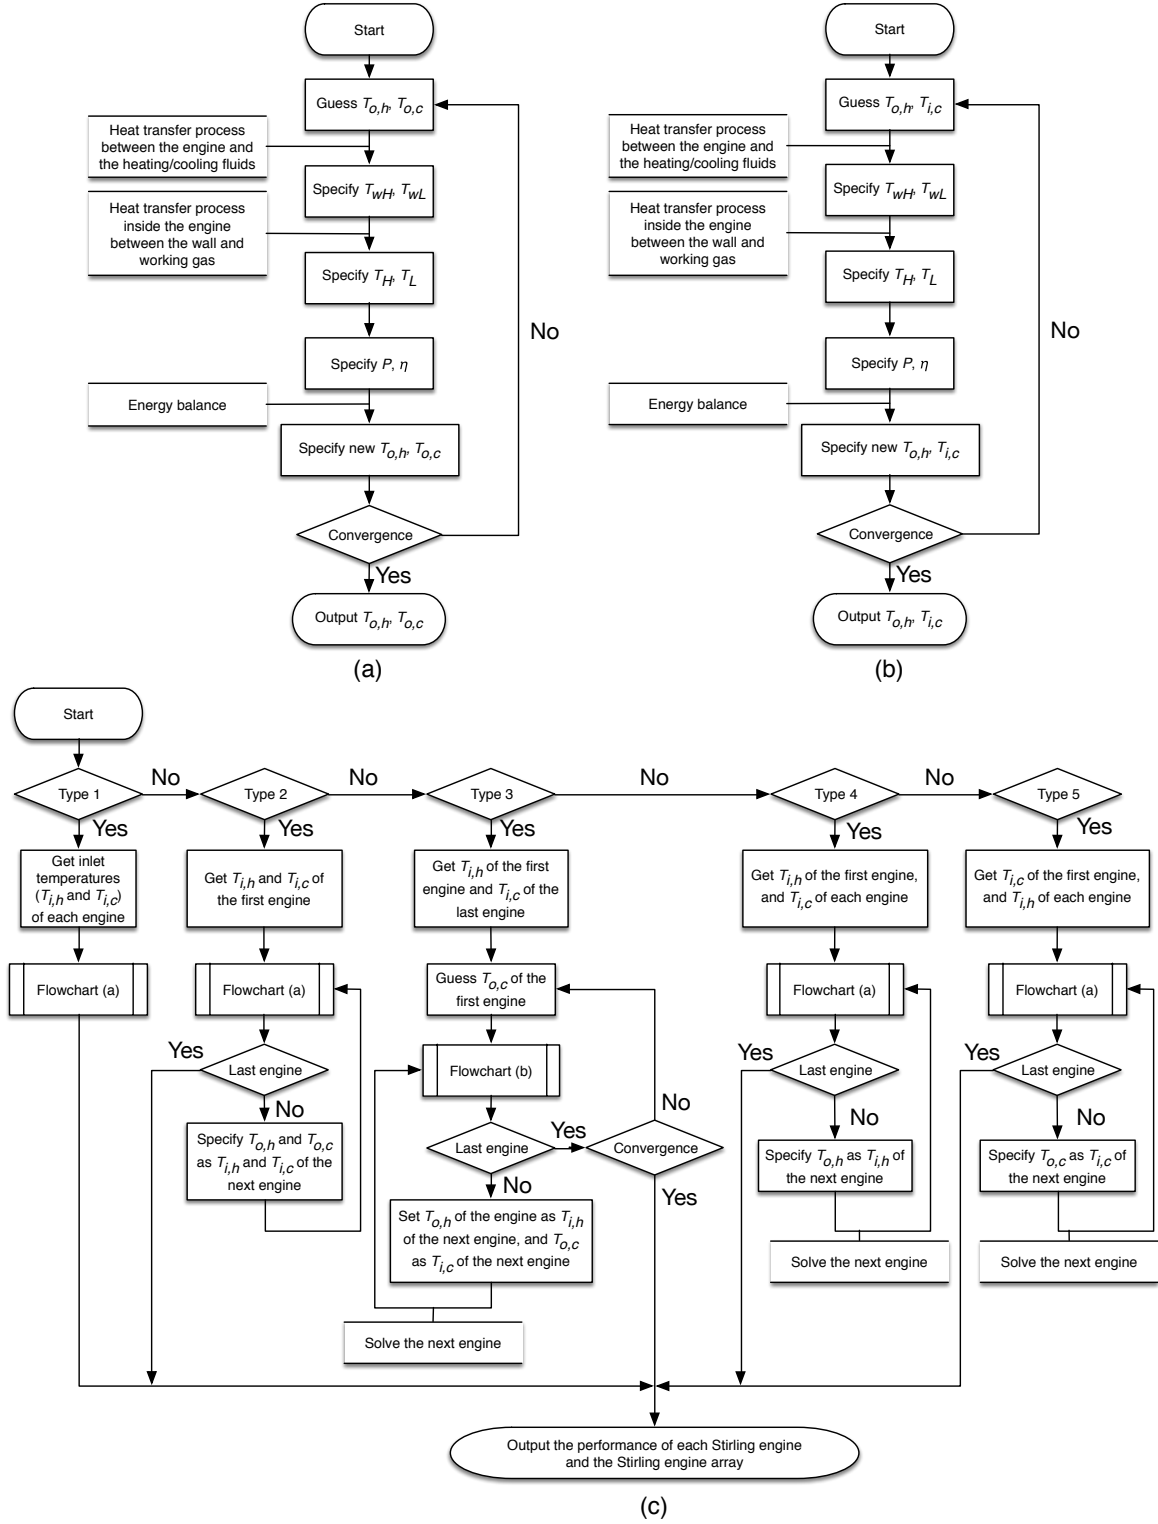 Start
Guess T_{o,h}, T_{o,c}
Heat transfer process
between the engine and
the heating/cooling fluids
Specify T_{wH}, T_{wL}
Heat transfer process
inside the engine
between the wall and
working gas
Specify T_H, T_L
No
Specify P, η
Energy balance
Specify new T_{o,h}, T_{o,c}
Convergence
Yes
Output T_{o,h}, T_{o,c}
(a)
Start
Guess T_{o,h}, T_{i,c}
Heat transfer process
between the engine and
the heating/cooling fluids
Specify T_{wH}, T_{wL}
Heat transfer process
inside the engine
between the wall and
working gas
Specify T_H, T_L
No
Specify P, η
Energy balance
Specify new T_{o,h}, T_{i,c}
Convergence
Yes
Output T_{o,h}, T_{i,c}
(b)
Start
Type 1
No
Type 2
No
Type 3
No
Type 4
No
Type 5
Yes
Get inlet
temperatures
(T_{i,h} and T_{i,c})
of each engine
Flowchart (a)
Yes
Get T_{i,h} and T_{i,c} of
the first engine
Flowchart (a)
Yes
Last engine
No
Specify T_{o,h} and T_{o,c}
as T_{i,h} and T_{i,c} of the
next engine
Yes
Get T_{i,h} of the first
engine and T_{i,c} of the
last engine
Guess T_{o,c} of the
first engine
Flowchart (b)
Last engine
Yes
Convergence
No
Yes
No
Set T_{o,h} of the engine as T_{i,h}
of the next engine, and T_{o,c}
as T_{i,c} of the next engine
Solve the next engine
Yes
Get T_{i,h} of the first engine,
and T_{i,c} of each engine
Flowchart (a)
Yes
Last engine
No
Specify T_{o,h} as T_{i,h} of
the next engine
Solve the next engine
Yes
Get T_{i,c} of the first engine,
and T_{i,h} of each engine
Flowchart (a)
Yes
Last engine
No
Specify T_{o,c} as T_{i,c} of
the next engine
Solve the next engine
Output the performance of each Stirling engine
and the Stirling engine array
(c)